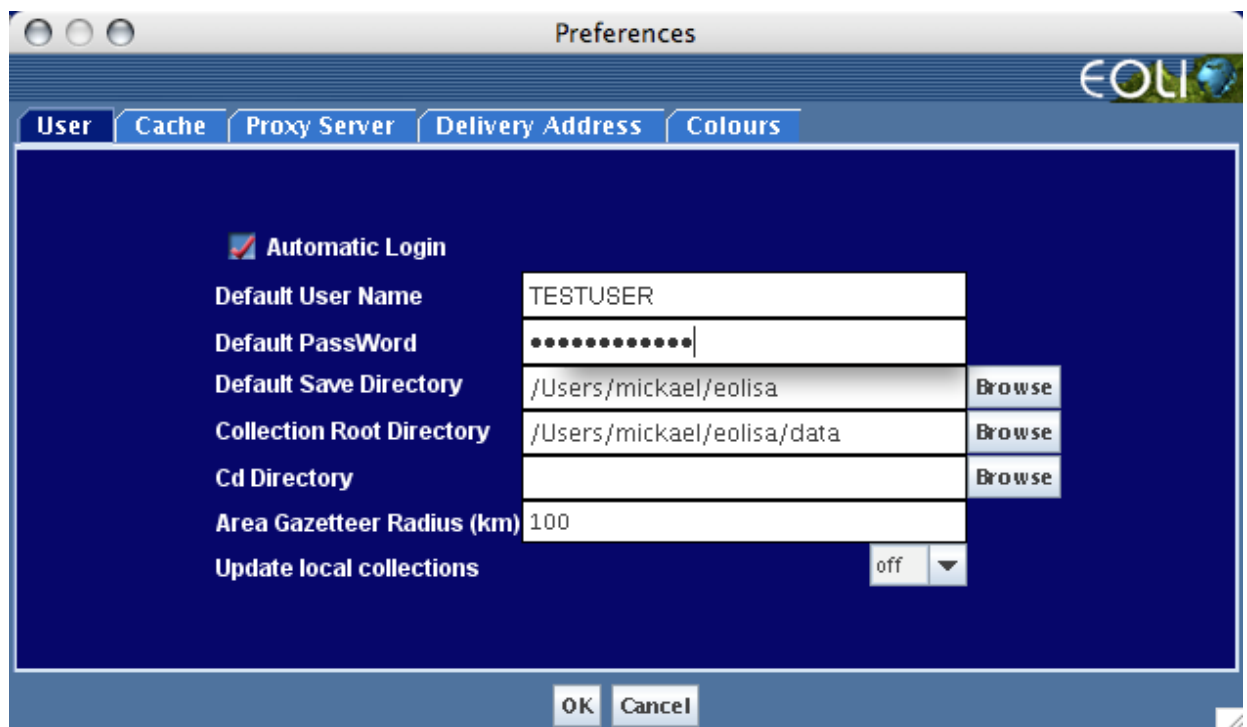 Preferences
EOLI
User Cache Proxy Server Delivery Address Colours
Automatic Login
Default User Name TESTUSER
Default PassWord ••••••••••••
Default Save Directory /Users/mickael/eolisa Browse
Collection Root Directory /Users/mickael/eolisa/data Browse
Cd Directory Browse
Area Gazetteer Radius (km) 100
Update local collections off
OK Cancel